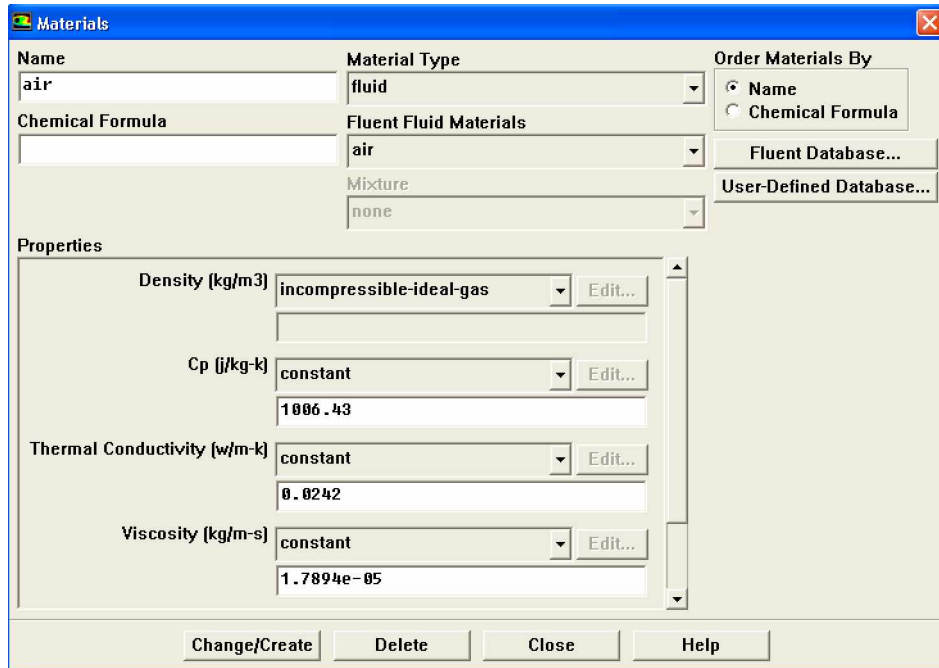 Materials
Name
air
Chemical Formula
Material Type
fluid
Fluent Fluid Materials
air
Mixture
none
Order Materials By
Name
Chemical Formula
Fluent Database...
User-Defined Database...
Properties
Density (kg/m3)
incompressible-ideal-gas
Edit...
Cp (j/kg-k)
constant
Edit...
1006.43
Thermal Conductivity (w/m-k)
constant
Edit...
0.0242
Viscosity (kg/m-s)
constant
Edit...
1.7894e-05
Change/Create
Delete
Close
Help